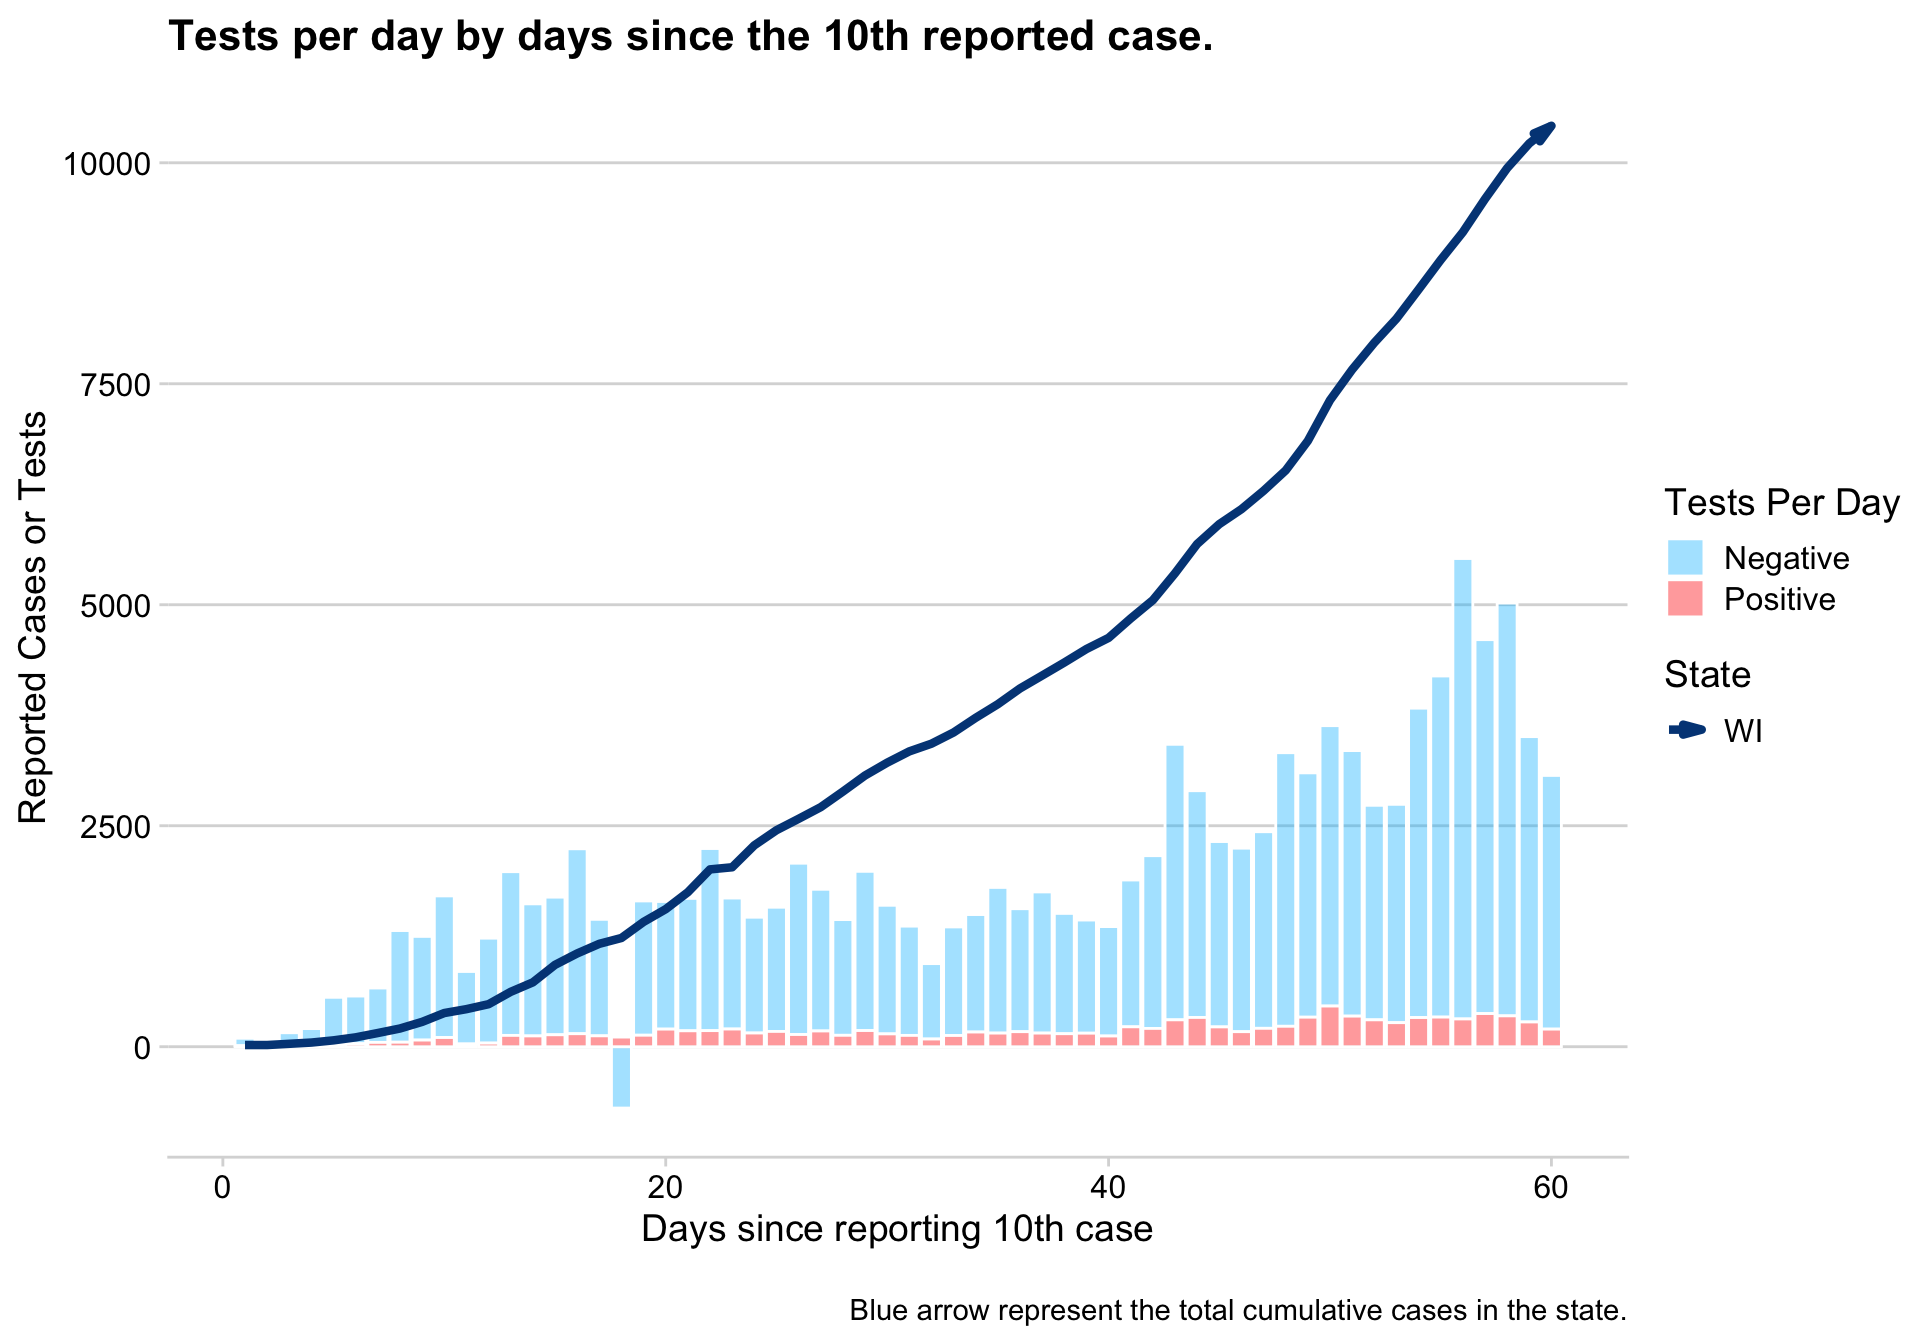 Tests per day by days since the 10th reported case.
10000
7500
5000
2500
0
Reported Cases or Tests
0
20
40
60
Days since reporting 10th case
Tests Per Day
Negative
Positive
State
WI
Blue arrow represent the total cumulative cases in the state.